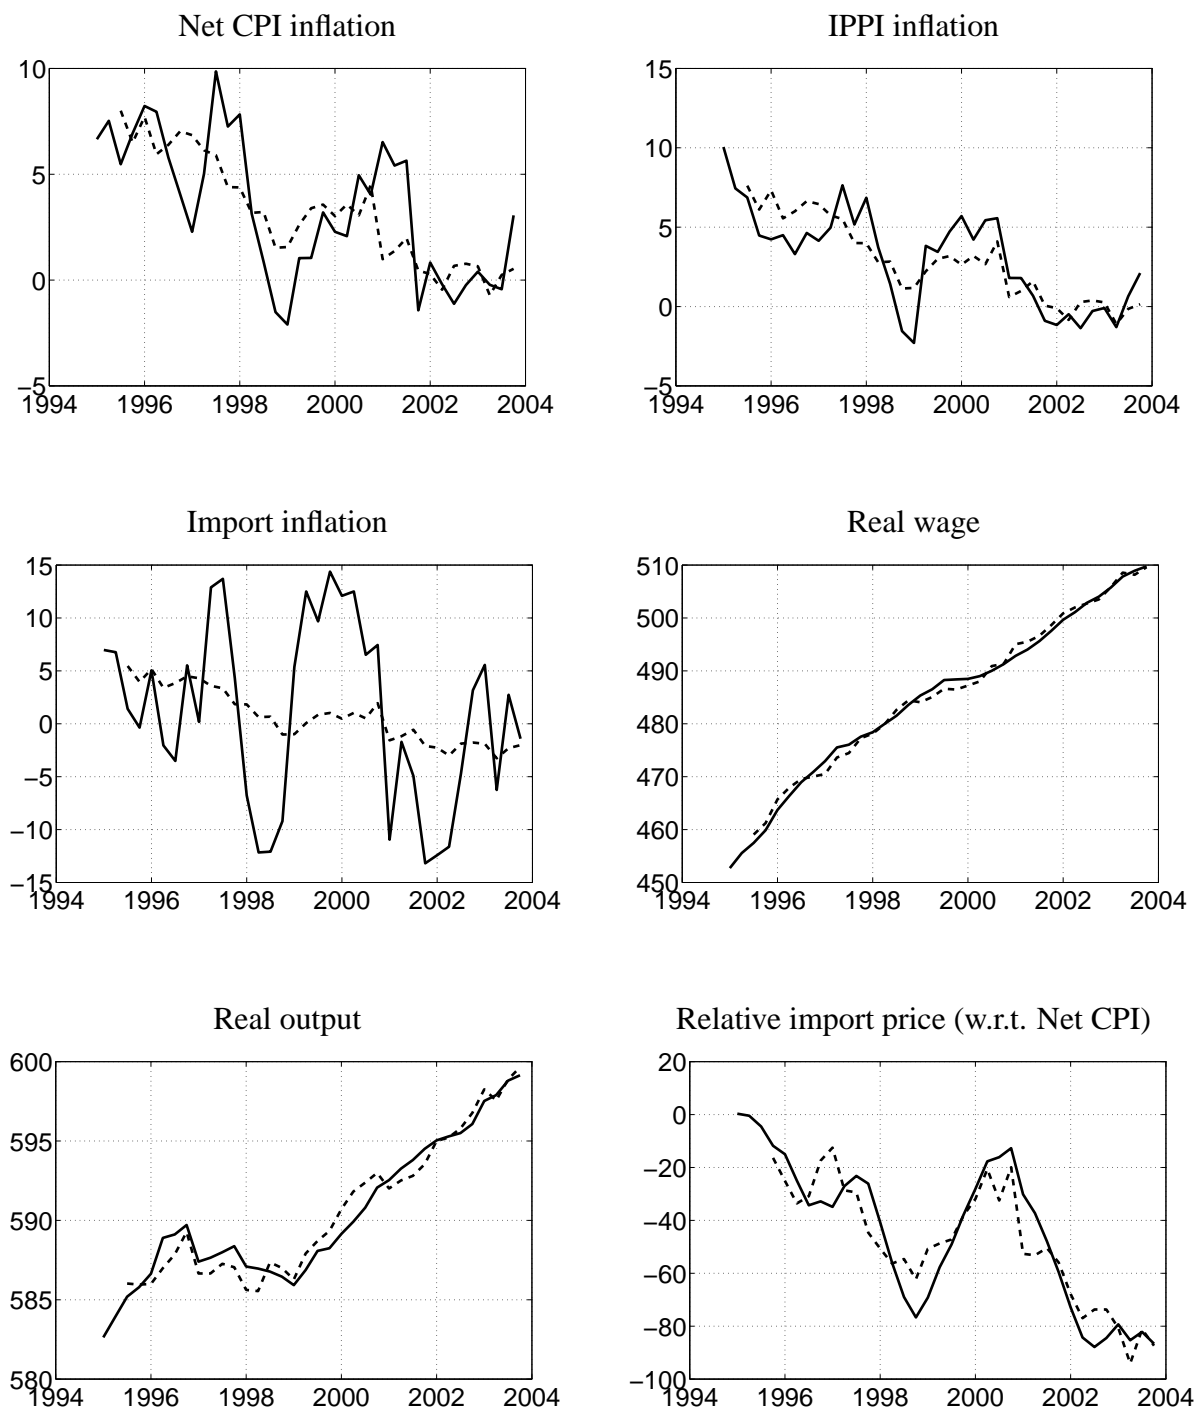 Net CPI inflation
10
5
0
−5
1994 1996 1998 2000 2002 2004
IPPI inflation
15
10
5
0
−5
1994 1996 1998 2000 2002 2004
Import inflation
15
10
5
0
−5
−10
−15
1994 1996 1998 2000 2002 2004
Real wage
510
500
490
480
470
460
450
1994 1996 1998 2000 2002 2004
Real output
600
595
590
585
580
1994 1996 1998 2000 2002 2004
Relative import price (w.r.t. Net CPI)
20
0
−20
−40
−60
−80
−100
1994 1996 1998 2000 2002 2004